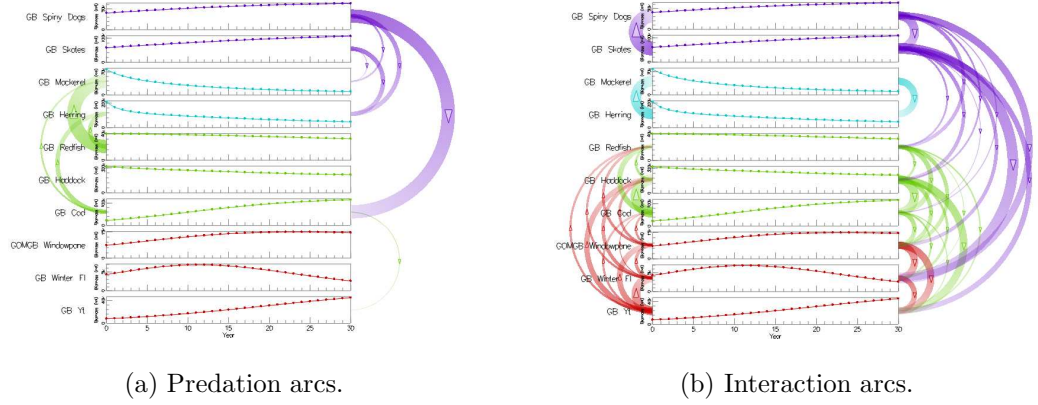 GB Spiny Dogs
GB Skates
GB Mackerel
GB Herring
GB Redfish
GB Haddock
GB Cod
GOMGB Windowpane
GB Winter Fl
GB Yt
0 5 10 15 20 25 30
Year
GB Spiny Dogs
GB Skates
GB Mackerel
GB Herring
GB Redfish
GB Haddock
GB Cod
GOMGB Windowpane
GB Winter Fl
GB Yt
0 5 10 15 20 25 30
Year
(a) Predation arcs.
(b) Interaction arcs.